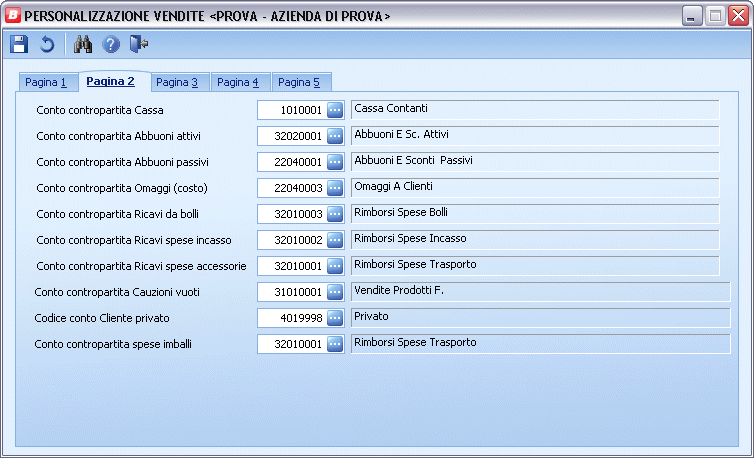 B PERSONALIZZAZIONE VENDITE <PROVA - AZIENDA DI PROVA>
Pagina 1 Pagina 2 Pagina 3 Pagina 4 Pagina 5
Conto contropartita Cassa 1010001 ... Cassa Contanti
Conto contropartita Abbuoni attivi 32020001 ... Abbuoni E Sc. Attivi
Conto contropartita Abbuoni passivi 22040001 ... Abbuoni E Sconti Passivi
Conto contropartita Omaggi (costo) 22040003 ... Omaggi A Clienti
Conto contropartita Ricavi da bolli 32010003 ... Rimborsi Spese Bolli
Conto contropartita Ricavi spese incasso 32010002 ... Rimborsi Spese Incasso
Conto contropartita Ricavi spese accessorie 32010001 ... Rimborsi Spese Trasporto
Conto contropartita Cauzioni vuoti 31010001 ... Vendite Prodotti F.
Codice conto Cliente privato 4019998 ... Privato
Conto contropartita spese imballi 32010001 ... Rimborsi Spese Trasporto